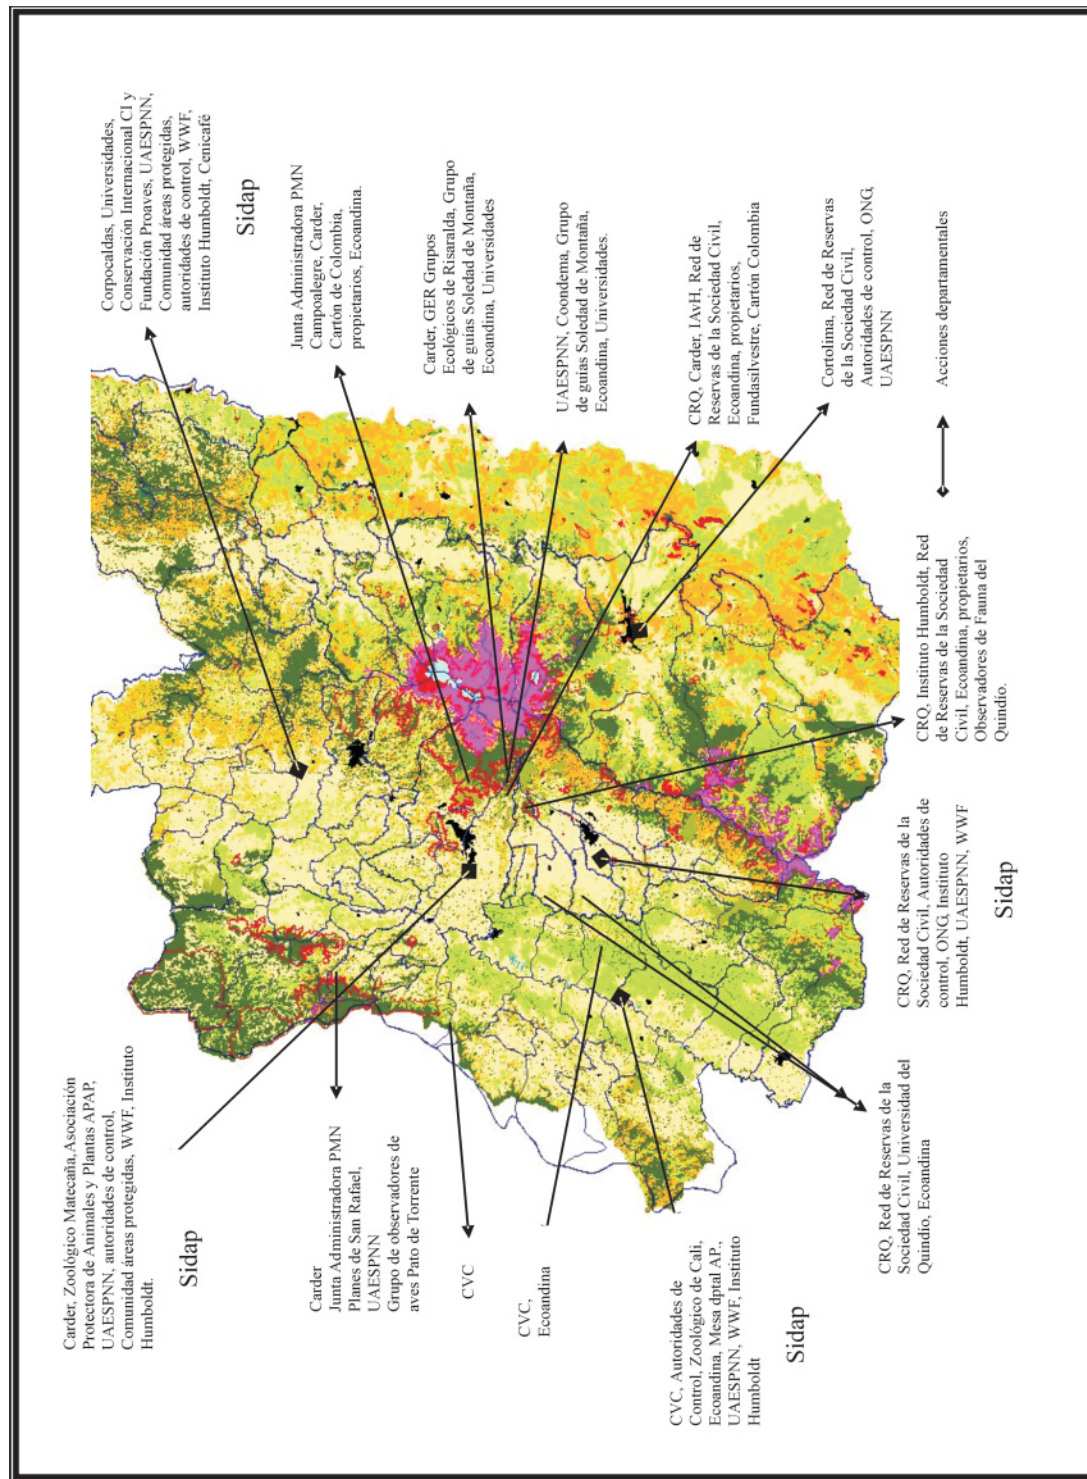 Carder, Zoológico Matecaña, Asociación
Protectora de Animales y Plantas APAP,
UAESPNN, autoridades de control,
Comunidad áreas protegidas, WWF, Instituto
Humboldt.
Sidap
Carder
Junta Administradora PMN
Planes de San Rafael,
UAESPNN
Grupo de observadores de
aves Pato de Torrente
CVC
CVC,
Ecoandina
CVC, Autoridades de
Control, Zoológico de Cali,
Ecoandina, Mesa dptal AP.,
UAESPNN, WWF, Instituto
Humboldt
Sidap
Corpocaldas, Universidades,
Conservación Internacional CI y
Fundación Proaves, UAESPNN,
Comunidad áreas protegidas,
autoridades de control, WWF,
Instituto Humboldt, Cenicafé
Sidap
Junta Administradora PMN
Campoalegre, Carder,
Cartón de Colombia,
propietarios, Ecoandina.
Carder, GER Grupos
Ecológicos de Risaralda, Grupo
de guías Soledad de Montaña,
Ecoandina, Universidades
UAESPNN, Coondema, Grupo
de guías Soledad de Montaña,
Ecoandina, Universidades.
CRQ, Carder, IAvH, Red de
Reservas de la Sociedad Civil,
Ecoandina, propietarios,
Fundasilvestre, Cartón Colombia
Cortolima, Red de Reservas
de la Sociedad Civil,
Autoridades de control, ONG,
UAESPNN
CRQ, Red de Reservas de la
Sociedad Civil, Universidad del
Quindío, Ecoandina
CRQ, Red de Reservas de la
Sociedad Civil, Autoridades de
control, ONG, Instituto
Humboldt, UAESPNN, WWF
Sidap
CRQ, Instituto Humboldt, Red
de Reservas de la Sociedad
Civil, Ecoandina, propietarios,
Observadores de Fauna del
Quindío.
Acciones departamentales